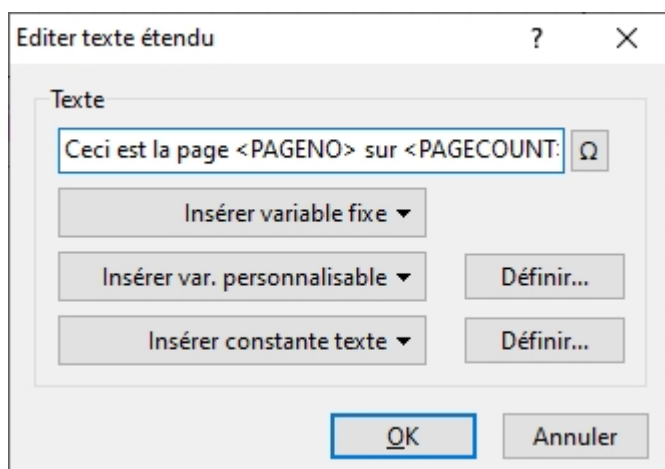 Editer texte étendu
?
Texte
Ceci est la page <PAGENO> sur <PAGECOUNT:
Ω
Insérer variable fixe
Insérer var. personnalisable
Définir...
Insérer constante texte
Définir...
OK
Annuler